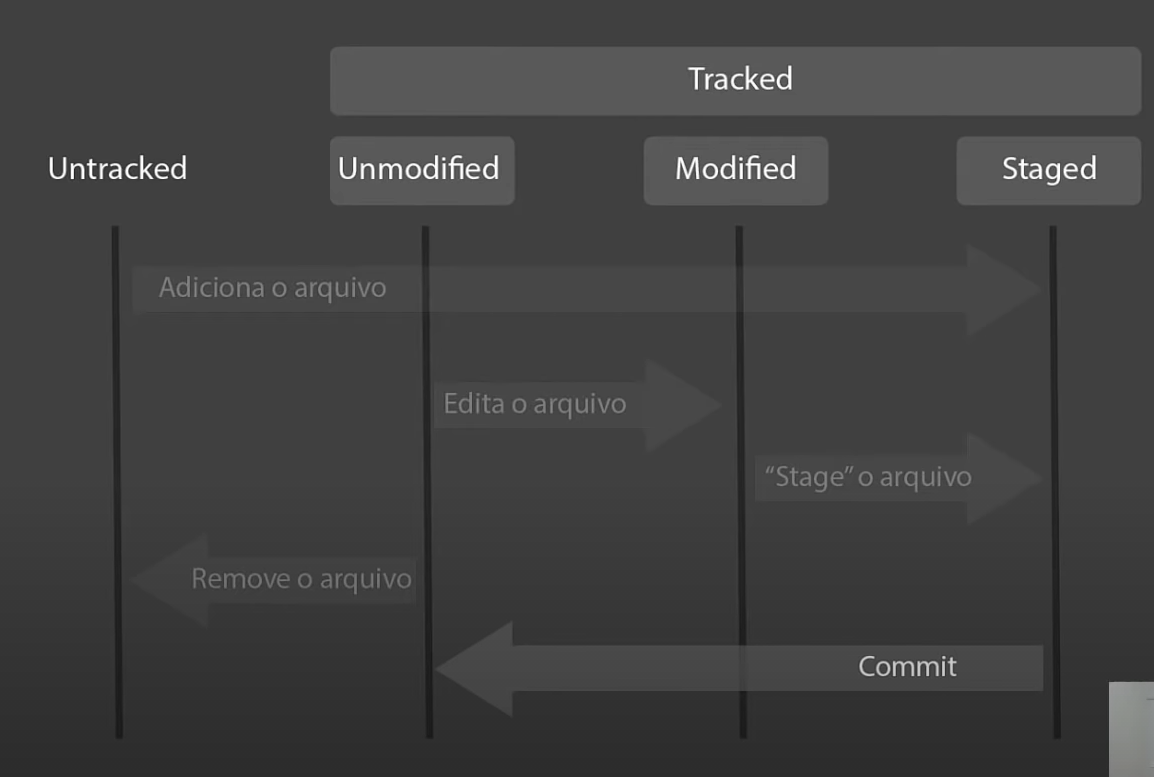 Tracked
Untracked
Unmodified
Modified
Staged
Adiciona o arquivo
Edita o arquivo
“Stage” o arquivo
Remove o arquivo
Commit